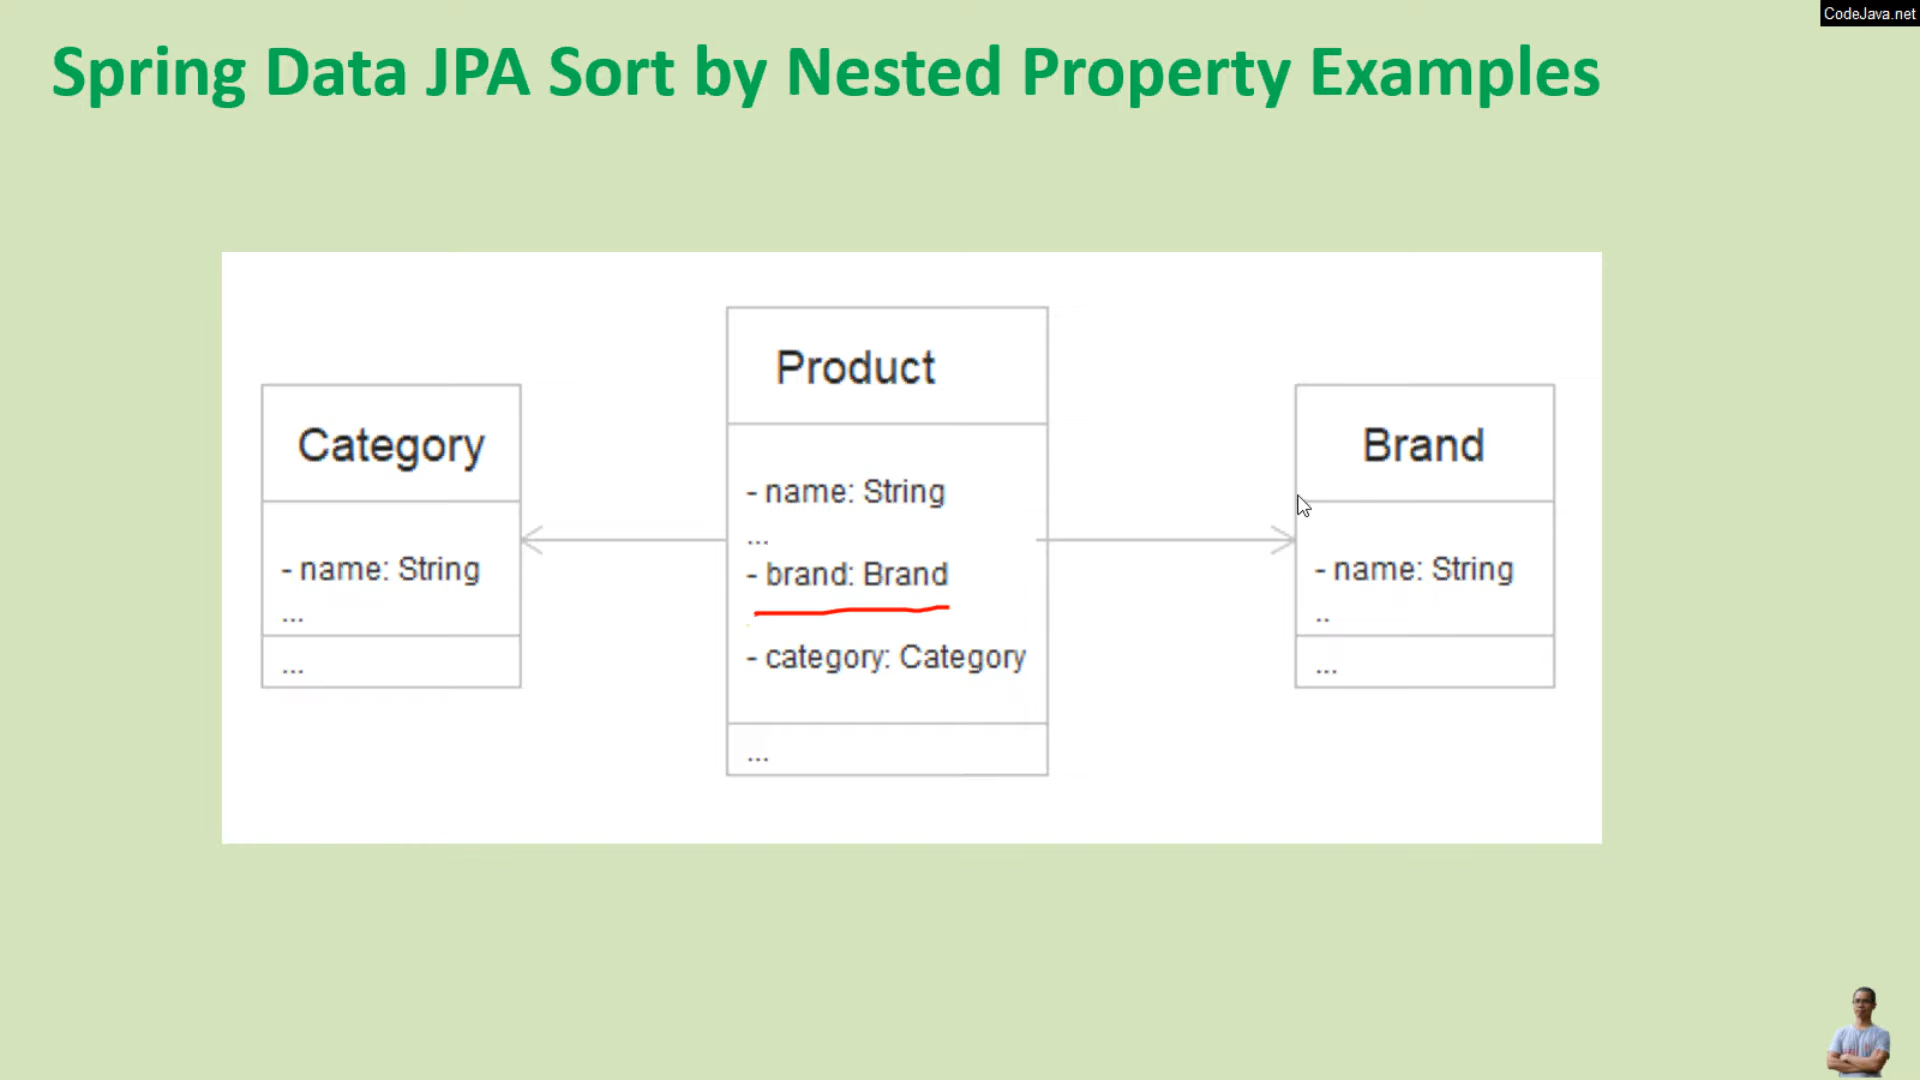 CodeJava.net
Spring Data JPA Sort by Nested Property Examples
Category
- name: String
...
...
Product
- name: String
...
- brand: Brand
- category: Category
...
Brand
- name: String
..
...